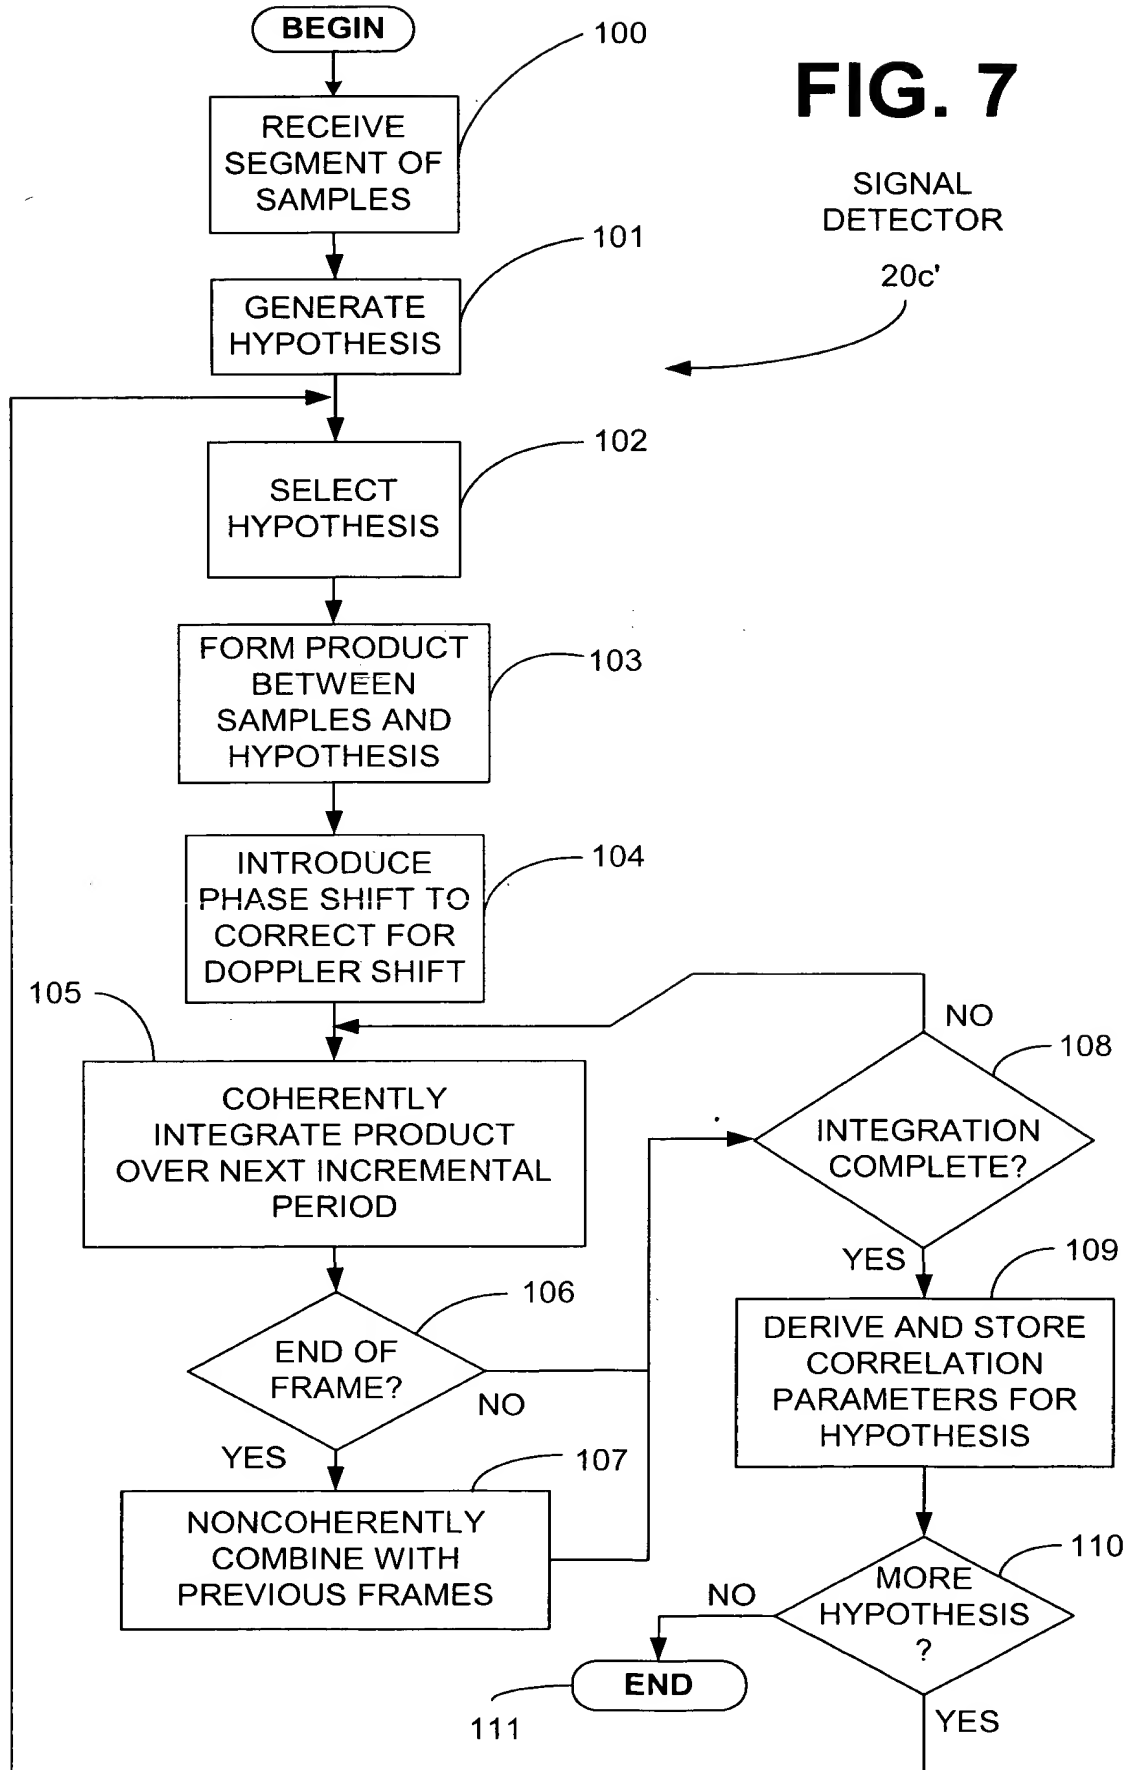 BEGIN
100
FIG. 7
RECEIVE
SEGMENT OF
SAMPLES
SIGNAL
DETECTOR
20c'
101
GENERATE
HYPOTHESIS
102
SELECT
HYPOTHESIS
103
FORM PRODUCT
BETWEEN
SAMPLES AND
HYPOTHESIS
104
INTRODUCE
PHASE SHIFT TO
CORRECT FOR
DOPPLER SHIFT
105
COHERENTLY
INTEGRATE PRODUCT
OVER NEXT INCREMENTAL
PERIOD
106
END OF
FRAME?
NO
YES
107
NONCOHERENTLY
COMBINE WITH
PREVIOUS FRAMES
NO
108
INTEGRATION
COMPLETE?
YES
109
DERIVE AND STORE
CORRELATION
PARAMETERS FOR
HYPOTHESIS
110
MORE
HYPOTHESIS
?
NO
END
111
YES